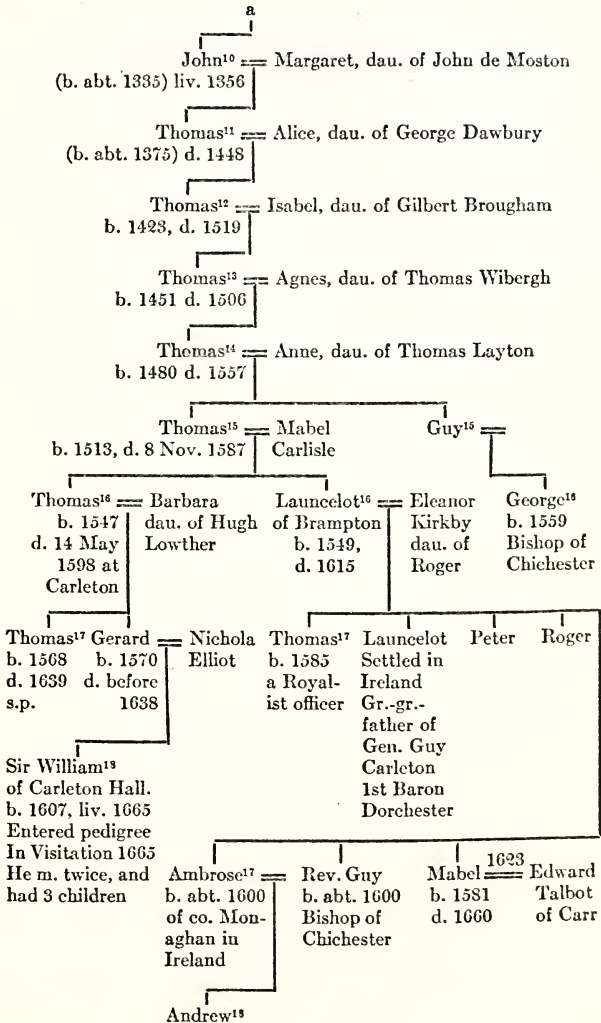 a
John¹⁰ == Margaret, dau. of John de Moston
(b. abt. 1335) liv. 1356
Thomas¹¹ == Alice, dau. of George Dawbury
(b. abt. 1375) d. 1448
Thomas¹² == Isabel, dau. of Gilbert Brougham
b. 1423, d. 1519
Thomas¹³ == Agnes, dau. of Thomas Wibergh
b. 1451 d. 1506
Thomas¹⁴ == Anne, dau. of Thomas Layton
b. 1480 d. 1557
Thomas¹⁵ == Mabel
b. 1513, d. 8 Nov. 1587 Carlisle
Guy¹⁵ ==
Thomas¹⁶ == Barbara
b. 1547 dau. of Hugh
d. 14 May Lowther
1598 at
Carleton
Launcelot¹⁶ == Eleanor
of Brampton Kirkby
b. 1549, dau. of
d. 1615 Roger
George¹⁶
b. 1559
Bishop of
Chichester
Thomas¹⁷ Gerard == Nichola
b. 1568 b. 1570 Elliot
d. 1639 d. before
s.p. 1638
Thomas¹⁷
b. 1585
a Royal-
ist officer
Launcelot
Settled in
Ireland
Gr.-gr.-
father of
Gen. Guy
Carleton
1st Baron
Dorchester
Peter
Roger
Sir William¹⁸
of Carleton Hall.
b. 1607, liv. 1665
Entered pedigree
In Visitation 1665
He m. twice, and
had 3 children
Ambrose¹⁷ ==
b. abt. 1600
of co. Mon-
aghan in
Ireland
Rev. Guy
b. abt. 1600
Bishop of
Chichester
1623
Mabel == Edward
b. 1581 Talbot
d. 1660 of Carr
Andrew¹⁸